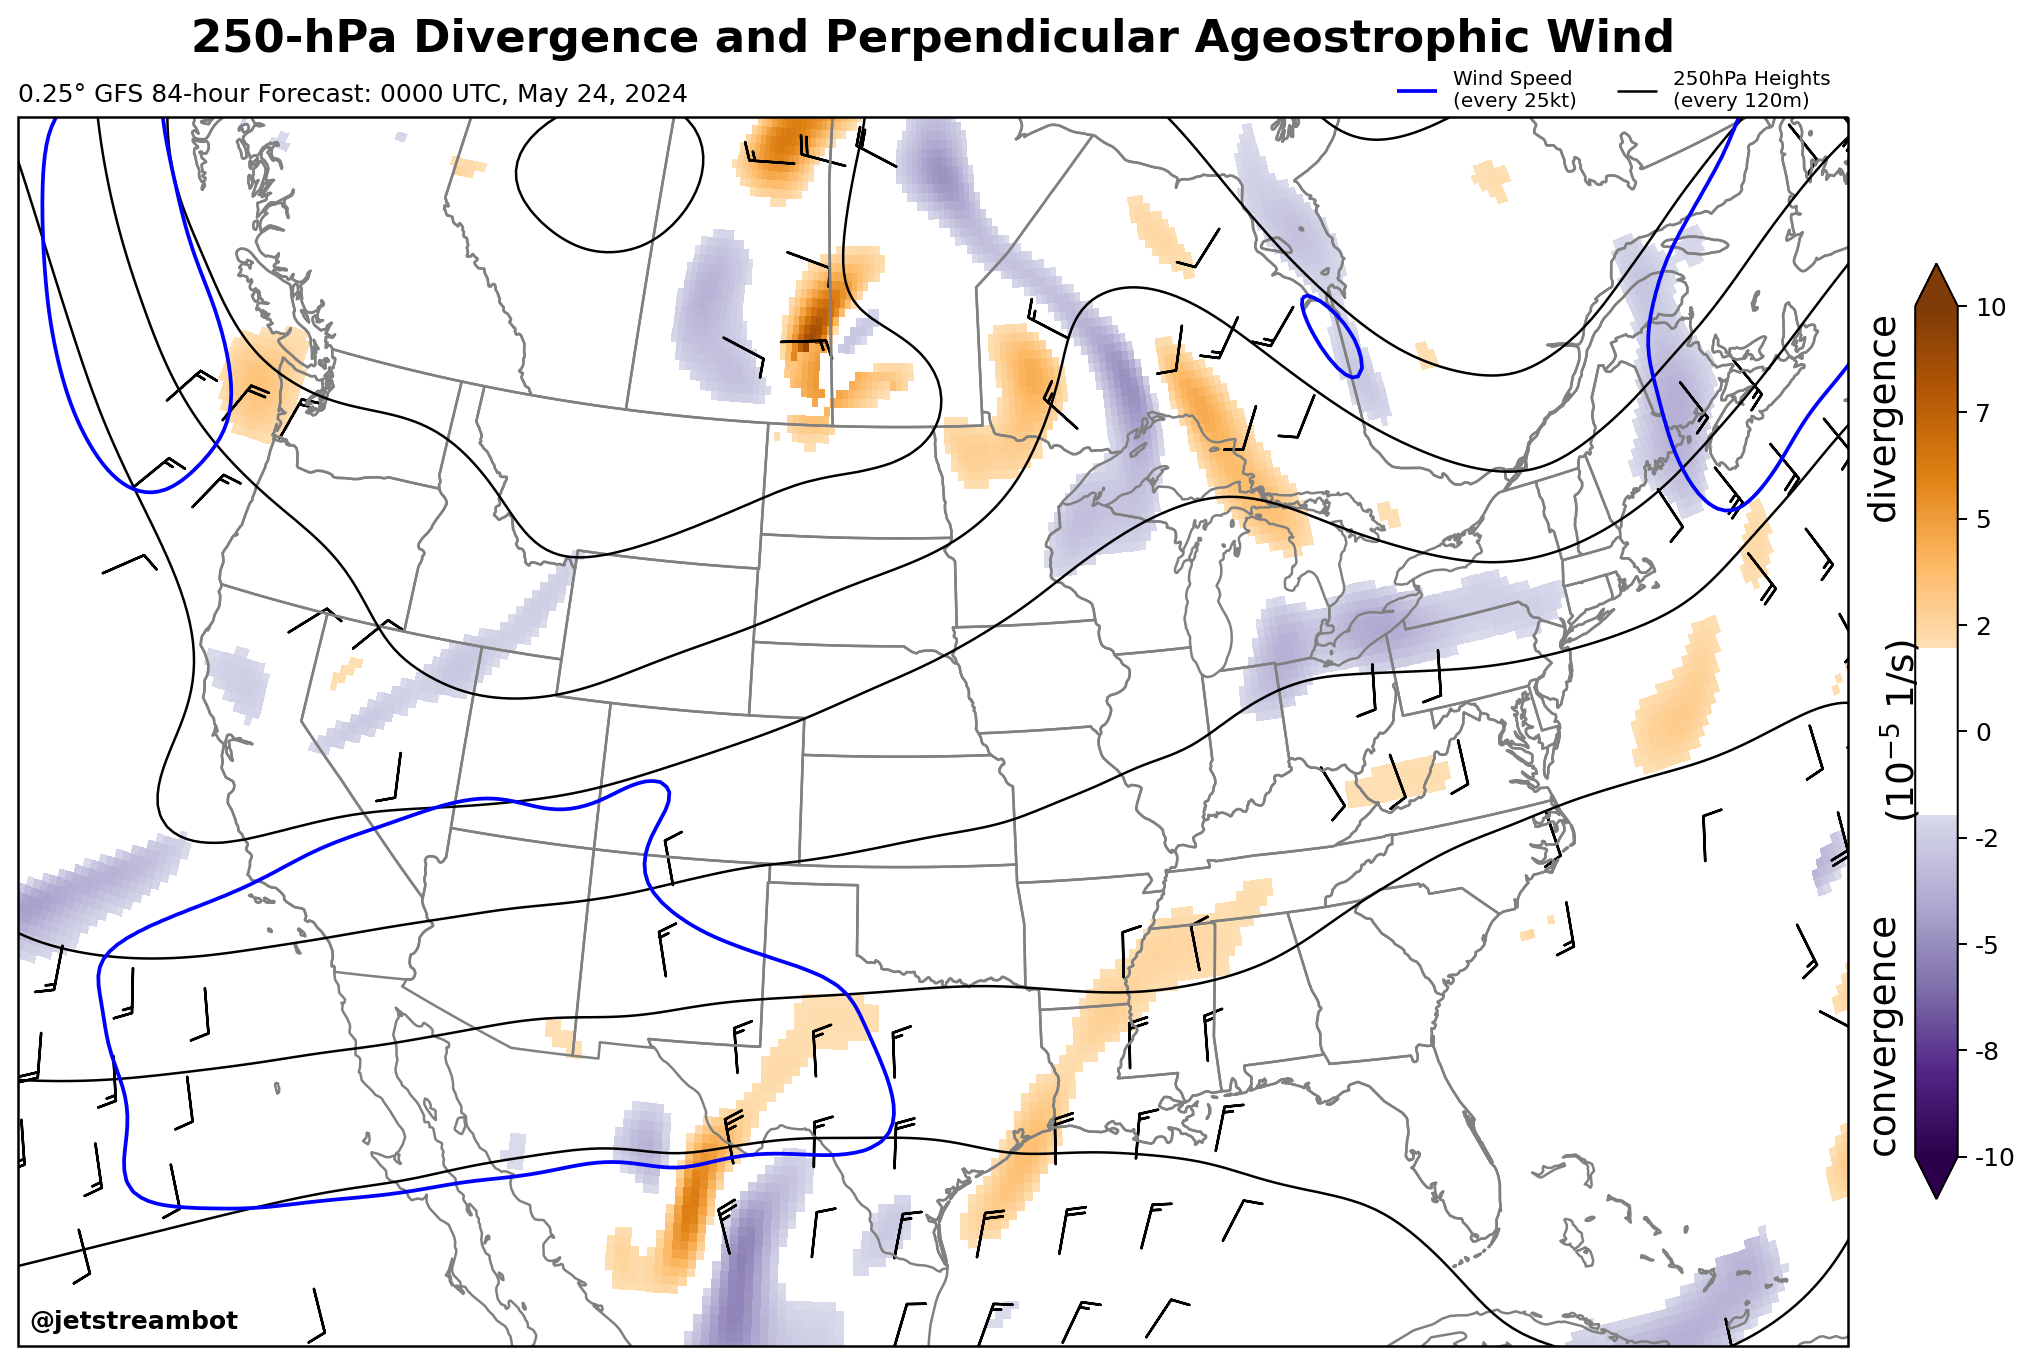 250-hPa Divergence and Perpendicular Ageostrophic Wind
0.25° GFS 84-hour Forecast: 0000 UTC, May 24, 2024
Wind Speed
(every 25kt)
250hPa Heights
(every 120m)
divergence
(10⁻⁵ 1/s)
convergence
10
7
5
4
2
0
-2
-4
-5
-8
-10
@jetstreambot